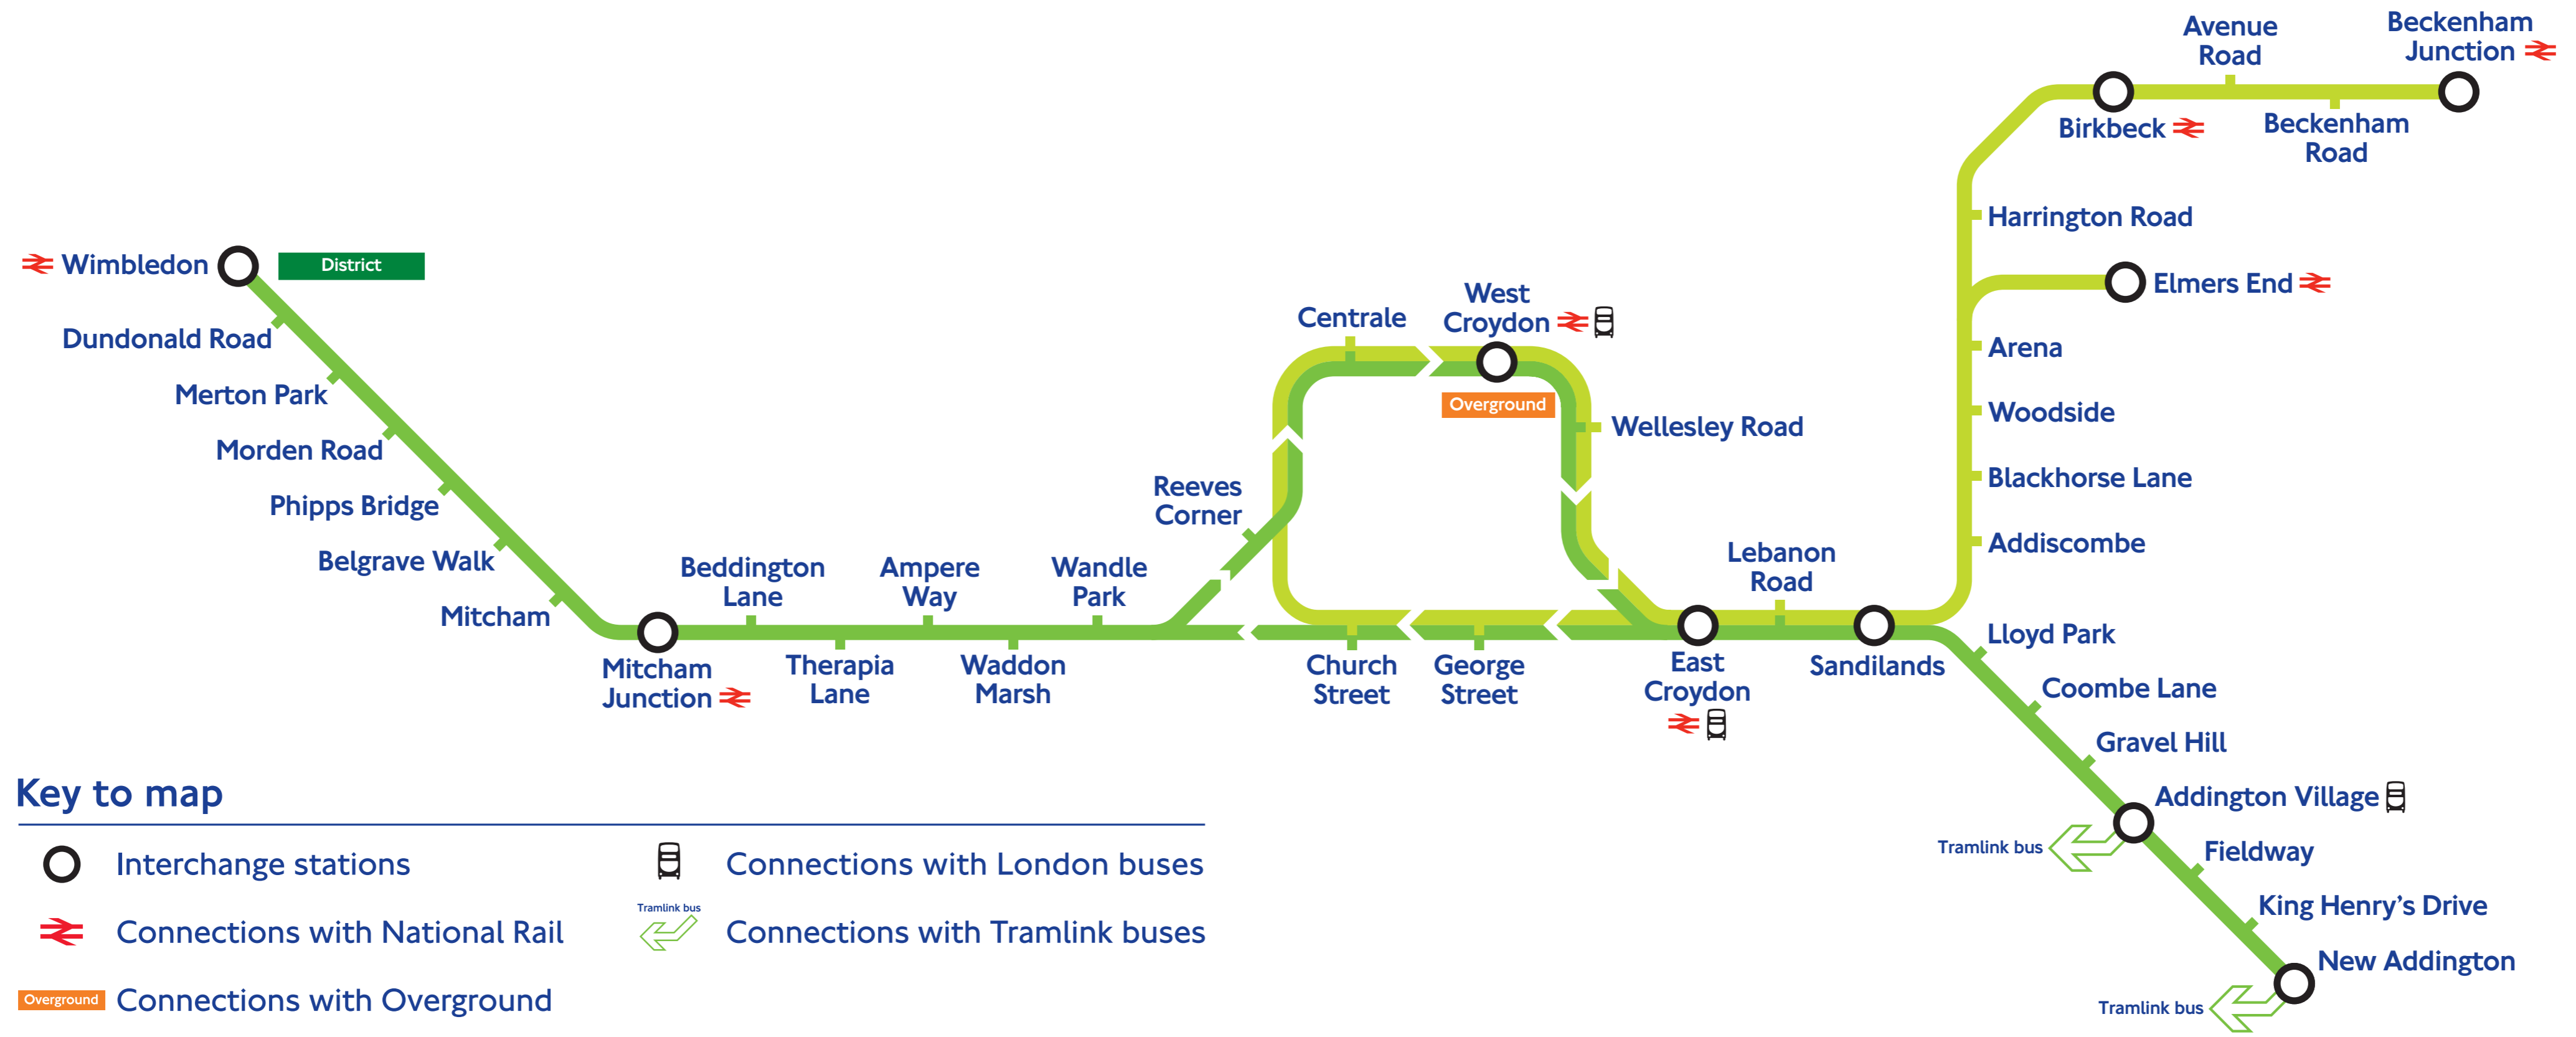 Wimbledon
District
Dundonald Road
Merton Park
Morden Road
Phipps Bridge
Belgrave Walk
Mitcham
Mitcham
Junction
Beddington
Lane
Therapia
Lane
Ampere
Way
Waddon
Marsh
Wandle
Park
Reeves
Corner
Centrale
West
Croydon
Overground
Wellesley Road
Church
Street
George
Street
East
Croydon
Lebanon
Road
Sandilands
Avenue
Road
Beckenham
Junction
Birkbeck
Beckenham
Road
Harrington Road
Elmers End
Arena
Woodside
Blackhorse Lane
Addiscombe
Lloyd Park
Coombe Lane
Gravel Hill
Addington Village
Tramlink bus
Fieldway
King Henry's Drive
New Addington
Tramlink bus
Key to map
Interchange stations
Connections with National Rail
Overground Connections with Overground
Connections with London buses
Tramlink bus
Connections with Tramlink buses